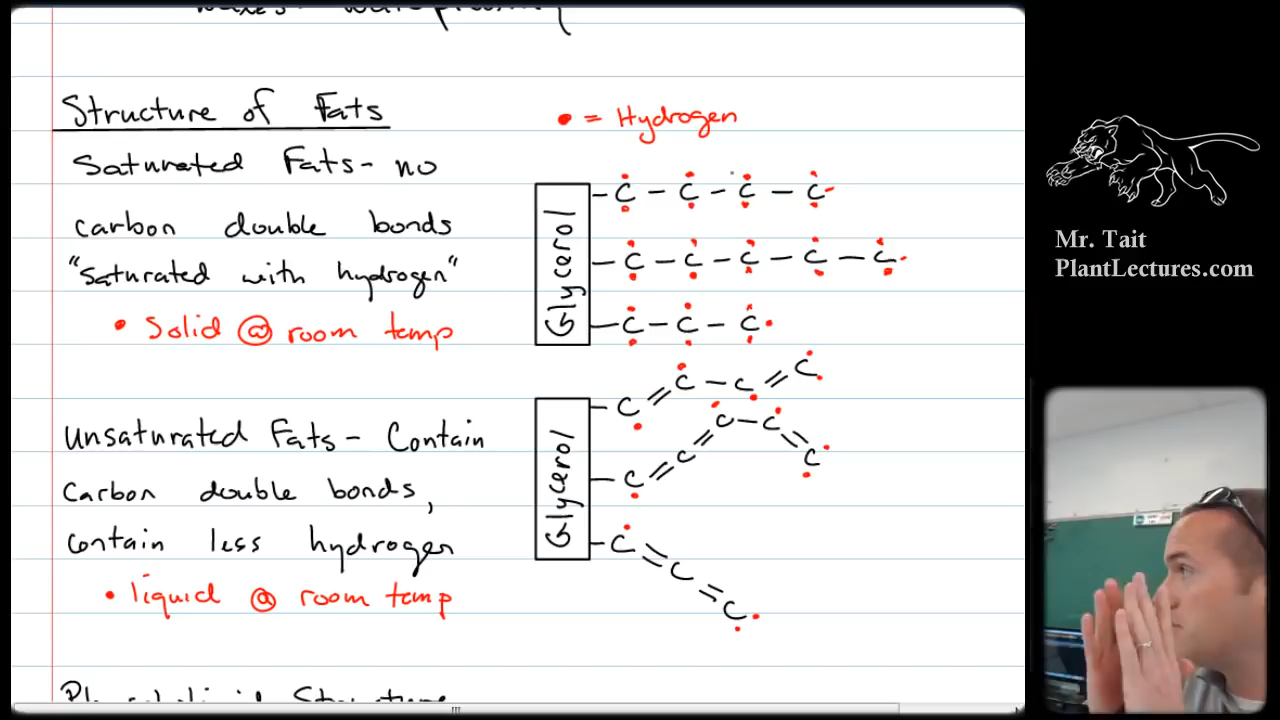 Structure of Fats
Saturated Fats - no
carbon double bonds
"Saturated with hydrogen"
• Solid @ room temp
Unsaturated Fats - Contain
Carbon double bonds,
contain less hydrogen
• liquid @ room temp
• = Hydrogen
Glycerol
- C - C - C - C
- C - C - C - C - C
- C - C - C
Glycerol
- C = C - C = C
- C = C = C - C = C
- C = C = C
Mr. Tait
PlantLectures.com